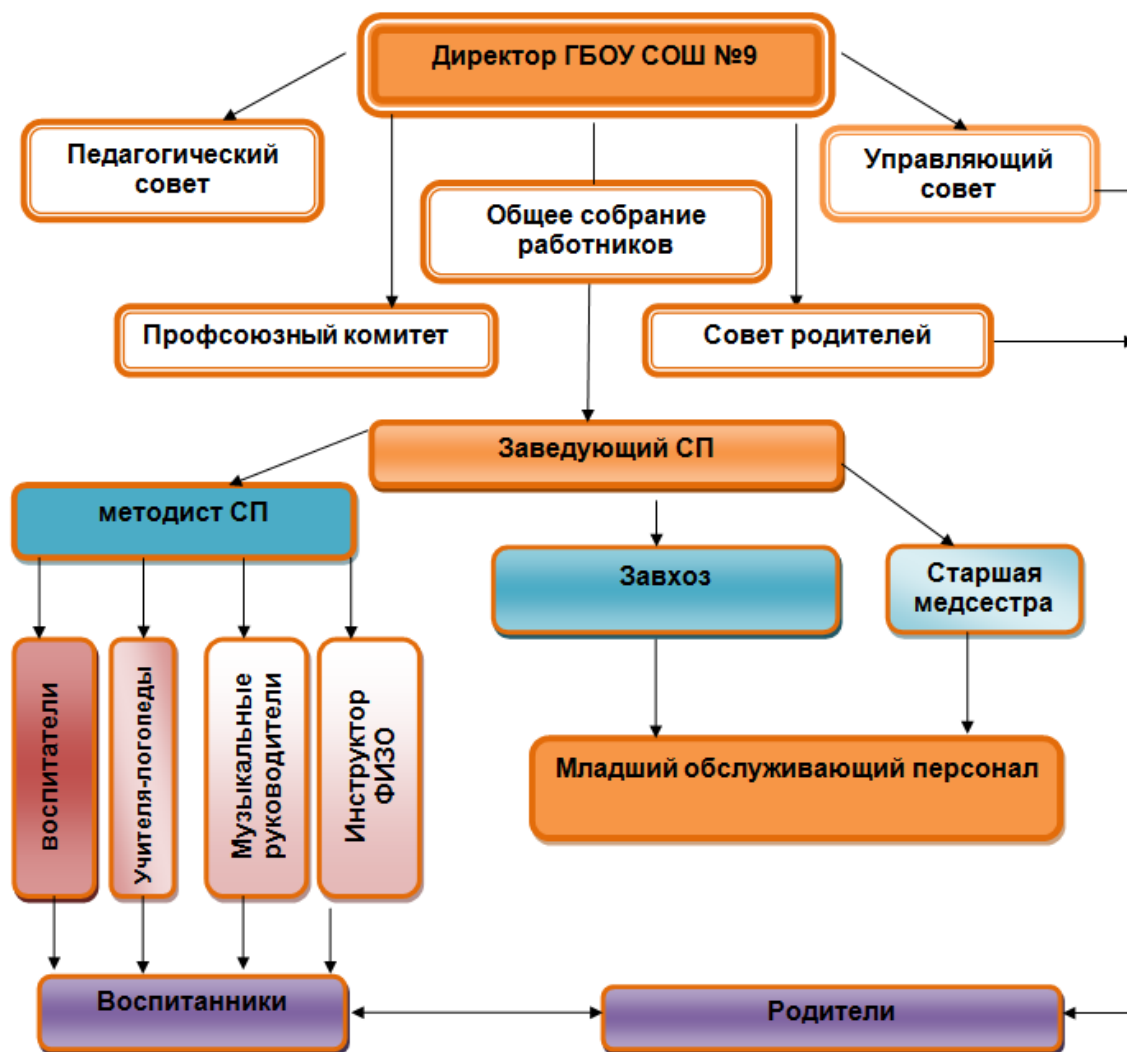 Директор ГБОУ СОШ №9
Педагогический
совет
Управляющий
совет
Общее собрание
работников
Профсоюзный комитет
Совет родителей
Заведующий СП
методист СП
Завхоз
Старшая
медсестра
воспитатели
Учителя-логопеды
Музыкальные
руководители
Инструктор
ФИЗО
Младший обслуживающий персонал
Воспитанники
Родители